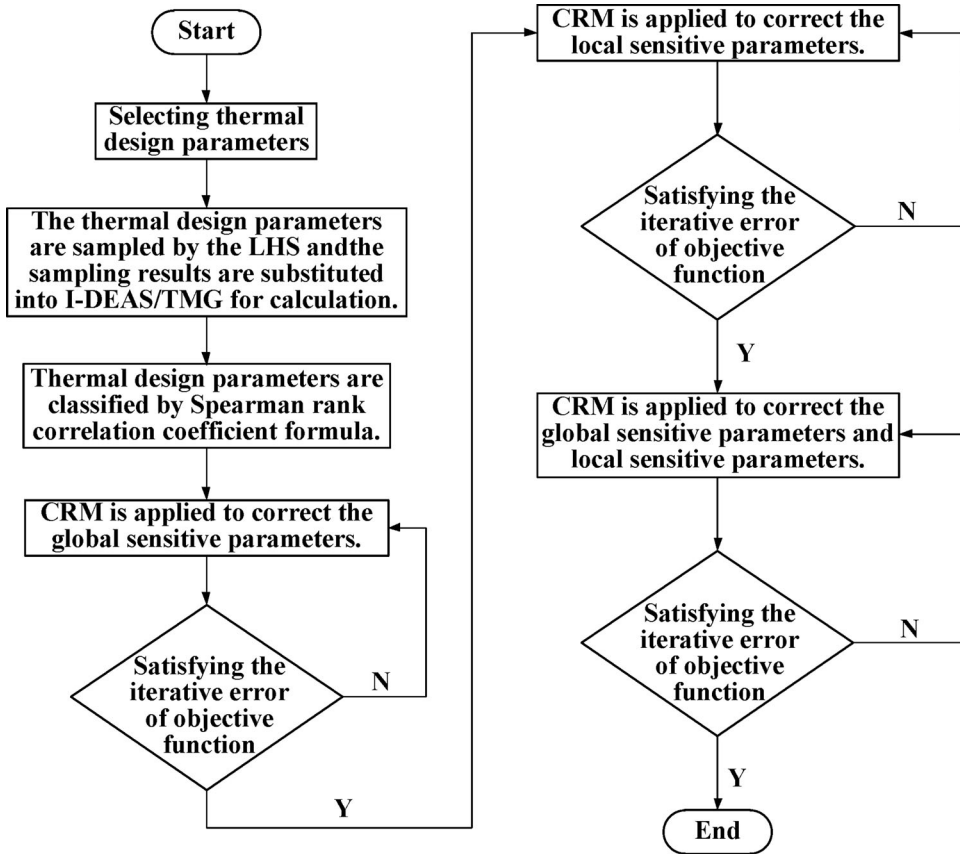 Start
Selecting thermal
design parameters
The thermal design parameters
are sampled by the LHS andthe
sampling results are substituted
into I-DEAS/TMG for calculation.
Thermal design parameters are
classified by Spearman rank
correlation coefficient formula.
CRM is applied to correct the
global sensitive parameters.
Satisfying the
iterative error
of objective
function
N
Y
CRM is applied to correct the
local sensitive parameters.
Satisfying the
iterative error
of objective
function
N
Y
CRM is applied to correct the
global sensitive parameters and
local sensitive parameters.
Satisfying the
iterative error
of objective
function
N
Y
End